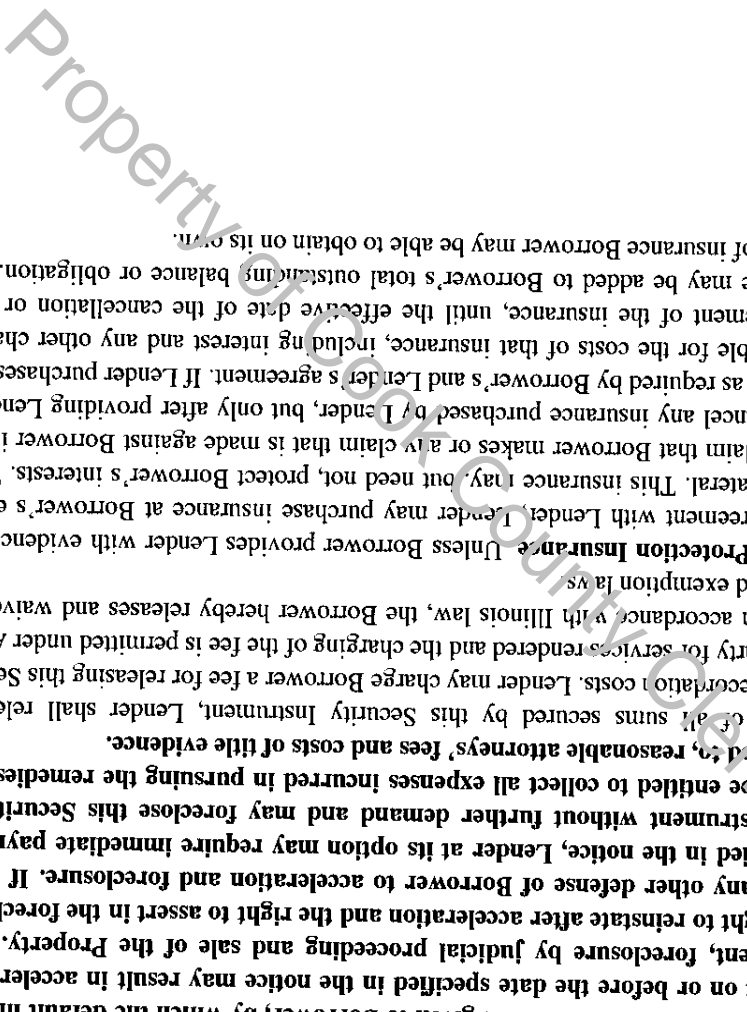 on or before the date specified in the notice may result in acceler
ent, foreclosure by judicial proceeding and sale of the Property.
ght to reinstate after acceleration and the right to assert in the forecl
any other defense of Borrower to acceleration and foreclosure. If
ied in the notice, Lender at its option may require immediate paym
strument without further demand and may foreclose this Securit
be entitled to collect all expenses incurred in pursuing the remedies
d to, reasonable attorneys' fees and costs of title evidence.
of all sums secured by this Security Instrument, Lender shall rele
ecordation costs. Lender may charge Borrower a fee for releasing this Se
arty for services rendered and the charging of the fee is permitted under A
n accordance with Illinois law, the Borrower hereby releases and waive
d exemption laws.
Protection Insurance Unless Borrower provides Lender with evidence
reement with Lender, Lender may purchase insurance at Borrower's e
ateral. This insurance may, but need not, protect Borrower's interests.
laim that Borrower makes or any claim that is made against Borrower i
ncel any insurance purchased by Lender, but only after providing Lend
as required by Borrower's and Lender's agreement. If Lender purchases
ble for the costs of that insurance, including interest and any other cha
ement of the insurance, until the effective date of the cancellation or
e may be added to Borrower's total outstanding balance or obligation.
of insurance Borrower may be able to obtain on its own.
Property of Cook County Cler